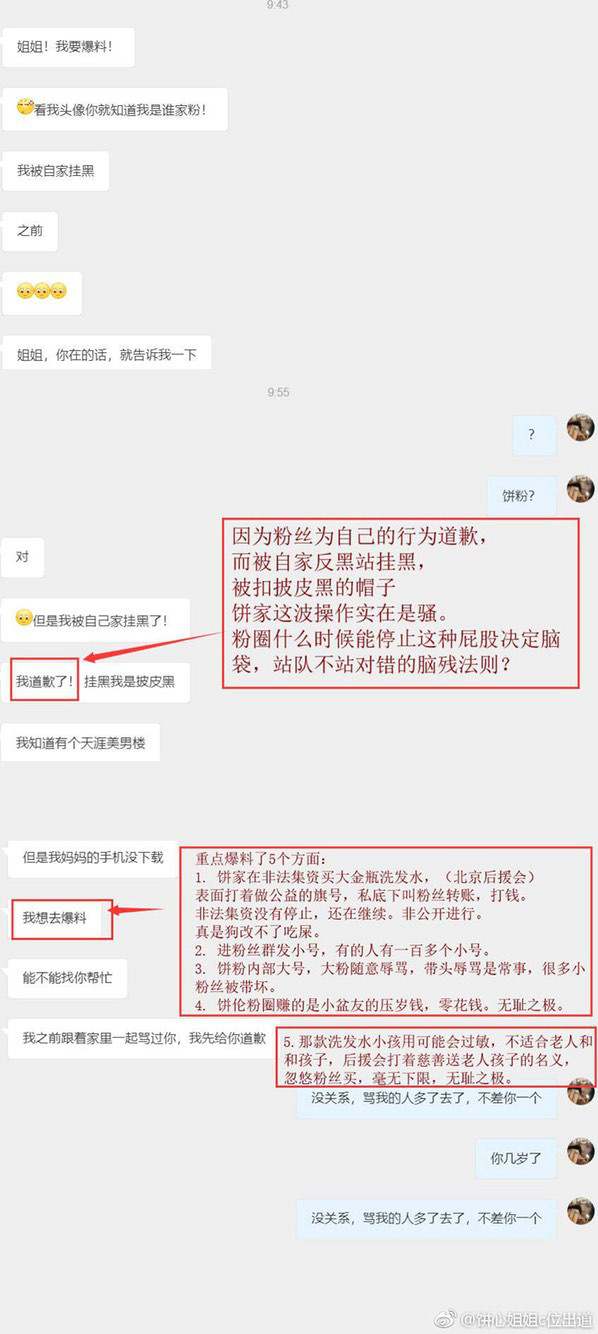 9:43
姐姐！我要爆料！
看我头像你就知道我是谁家粉！
我被自家挂黑
之前
姐姐，你在的话，就告诉我一下
9:55
？
饼粉？
对
但是我被自己家挂黑了！
因为粉丝为自己的行为道歉，
而被自家反黑站挂黑，
被扣披皮黑的帽子
饼家这波操作实在是骚。
粉圈什么时候能停止这种屁股决定脑
袋，站队不站对错的脑残法则？
我道歉了！ 挂黑我是披皮黑
我知道有个天涯美男楼
但是我妈妈的手机没下载
我想去爆料
能不能找你帮忙
重点爆料了5个方面：
1. 饼家在非法集资买大金瓶洗发水，（北京后援会）
表面打着做公益的旗号，私底下叫粉丝转账，打钱。
非法集资没有停止，还在继续。非公开进行。
真是狗改不了吃屎。
2. 进粉丝群发小号，有的人有一百多个小号。
3. 饼粉内部大号，大粉随意辱骂，带头辱骂是常事，很多小
粉丝被带坏。
4. 饼伦粉圈赚的是小盆友的压岁钱，零花钱。无耻之极。
我之前跟着家里一起骂过你，我先给你道歉
5.那款洗发水小孩用可能会过敏，不适合老人和
和孩子，后援会打着慈善送老人孩子的名义，
忽悠粉丝买，毫无下限，无耻之极。
没关系，骂我的人多了去了，不差你一个
你几岁了
没关系，骂我的人多了去了，不差你一个
@饼心姐姐c位出道